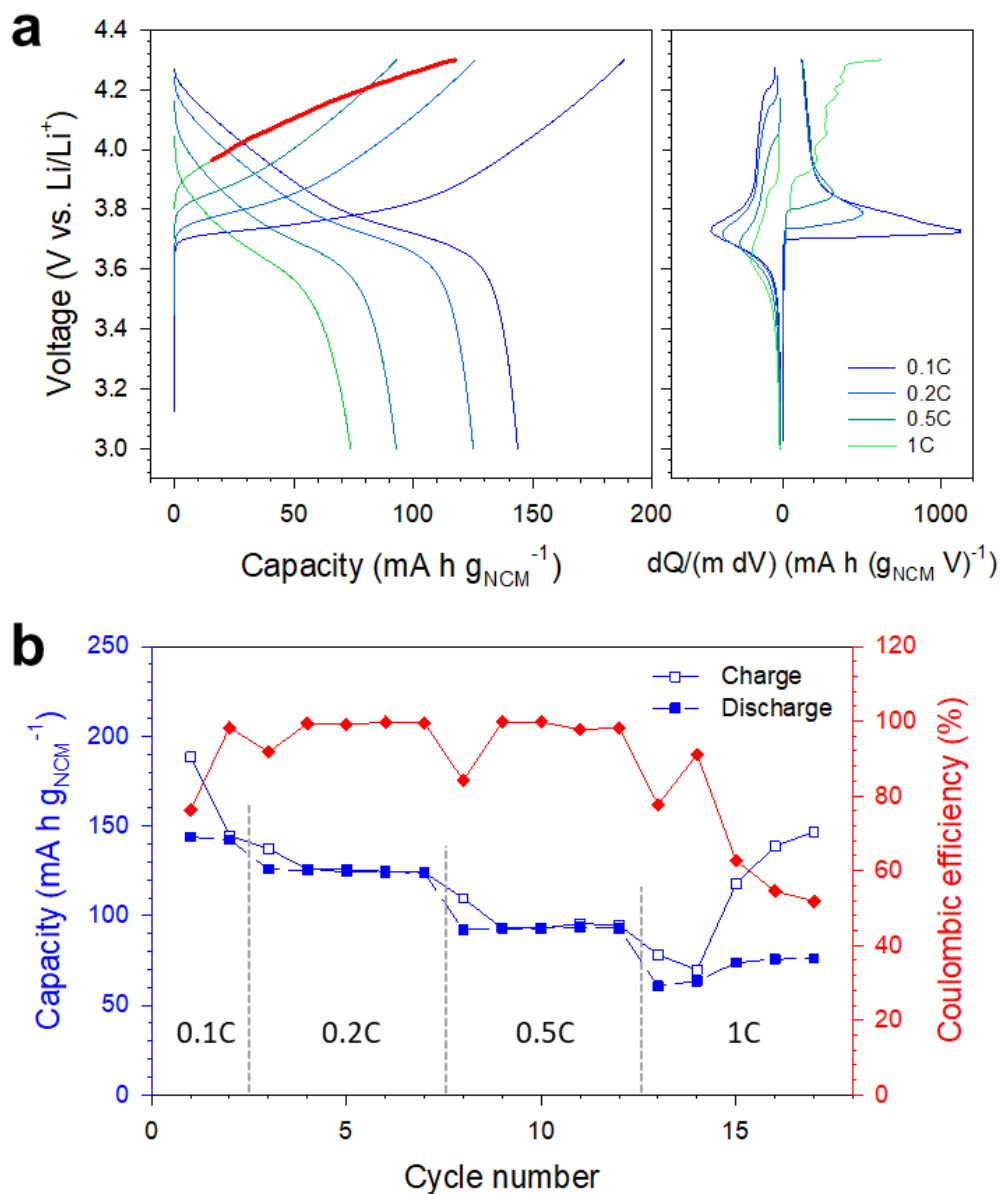 a
4.4
4.2
4.0
3.8
3.6
3.4
3.2
3.0
Voltage (V vs. Li/Li⁺)
0 50 100 150 200
Capacity (mA h g_NCM⁻¹)
0.1C
0.2C
0.5C
1C
0 1000
dQ/(m dV) (mA h (g_NCM V)⁻¹)
b
250
200
150
100
50
0
Capacity (mA h g_NCM⁻¹)
Charge
Discharge
0.1C 0.2C 0.5C 1C
120
100
80
60
40
20
0
Coulombic efficiency (%)
0 5 10 15
Cycle number